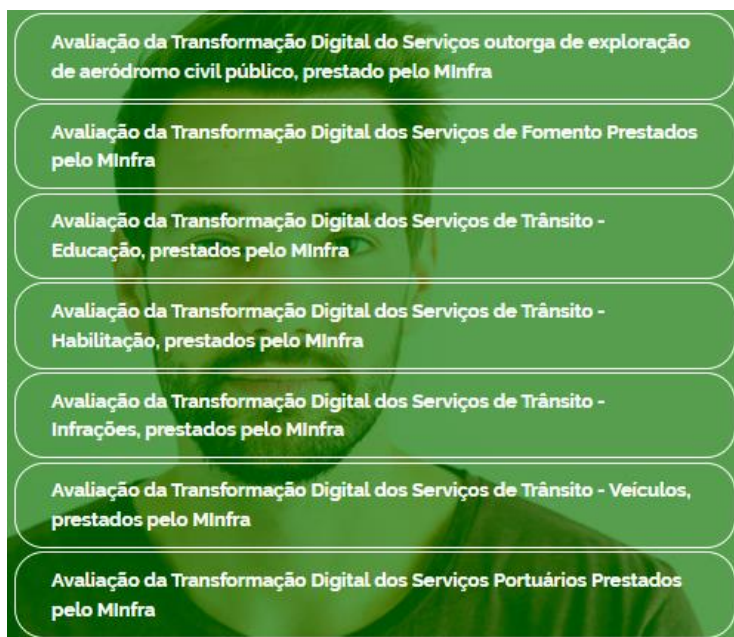 Avaliação da Transformação Digital do Serviços outorga de exploração
de aeródromo civil público, prestado pelo MInfra
Avaliação da Transformação Digital dos Serviços de Fomento Prestados
pelo MInfra
Avaliação da Transformação Digital dos Serviços de Trânsito -
Educação, prestados pelo MInfra
Avaliação da Transformação Digital dos Serviços de Trânsito -
Habilitação, prestados pelo MInfra
Avaliação da Transformação Digital dos Serviços de Trânsito -
Infrações, prestados pelo MInfra
Avaliação da Transformação Digital dos Serviços de Trânsito - Veículos,
prestados pelo MInfra
Avaliação da Transformação Digital dos Serviços Portuários Prestados
pelo MInfra